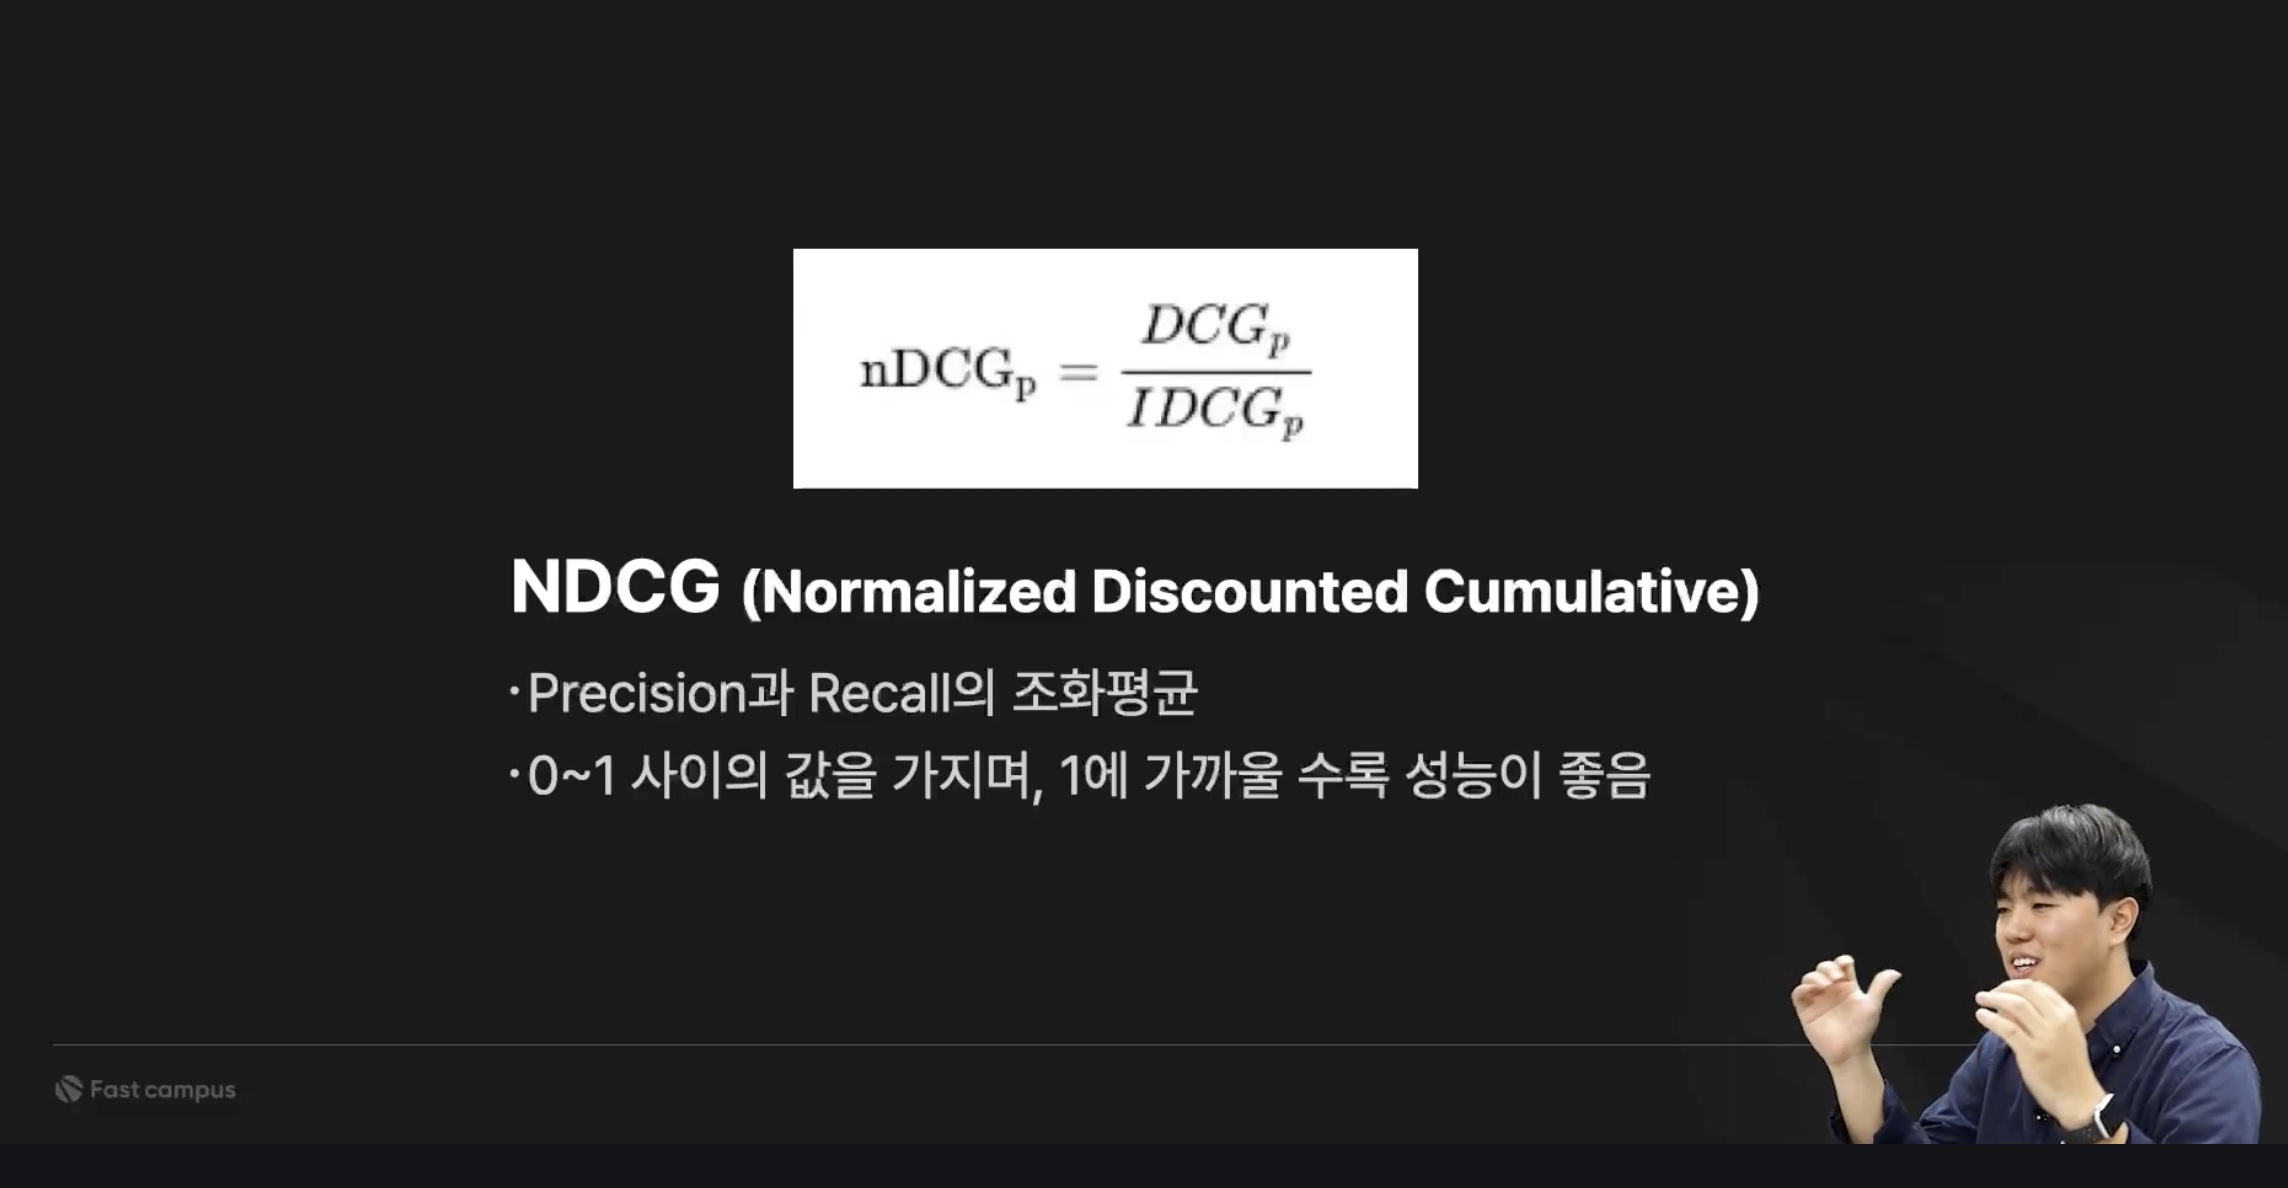 nDCGp = DCGp / IDCGp
NDCG (Normalized Discounted Cumulative)
·Precision과 Recall의 조화평균
·0~1 사이의 값을 가지며, 1에 가까울 수록 성능이 좋음
Fast campus